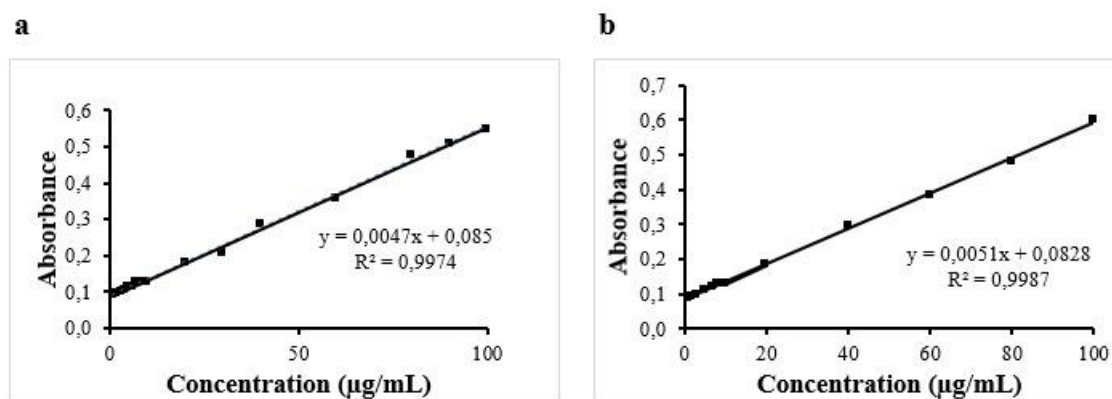 a
0,6
0,5
0,4
0,3
0,2
0,1
0,0
Absorbance
y = 0,0047x + 0,085
R² = 0,9974
0 50 100
Concentration (µg/mL)
b
0,7
0,6
0,5
0,4
0,3
0,2
0,1
0,0
Absorbance
y = 0,0051x + 0,0828
R² = 0,9987
0 20 40 60 80 100
Concentration (µg/mL)